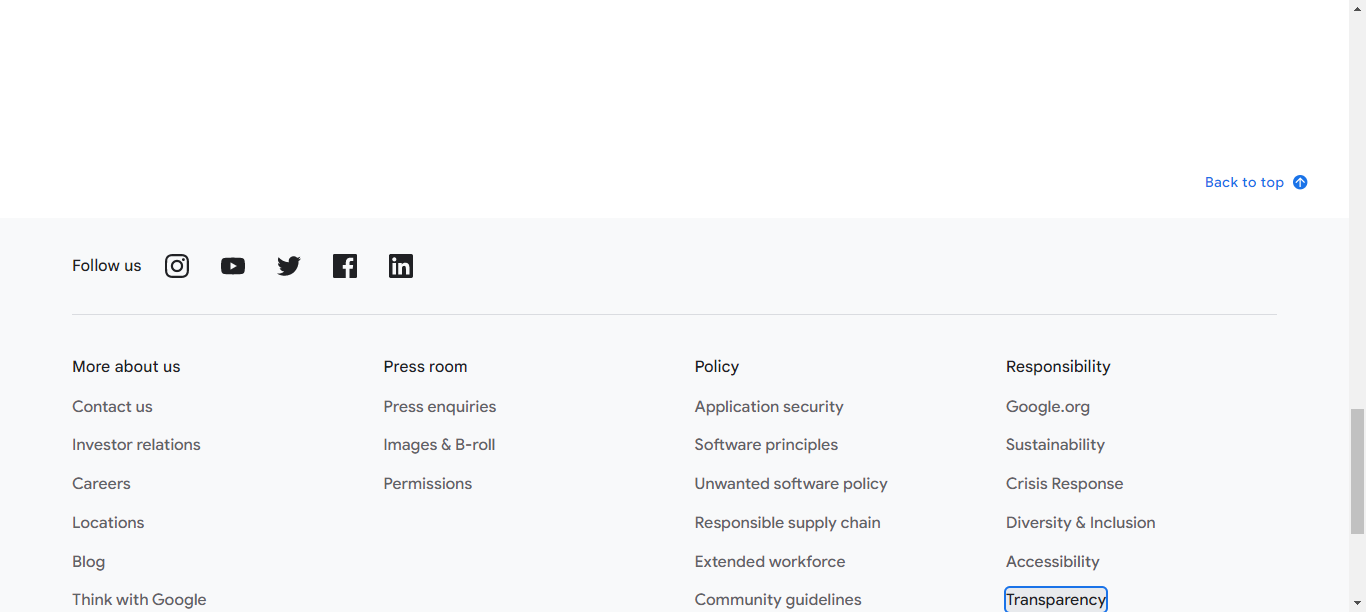 Back to top
Follow us
More about us
Contact us
Investor relations
Careers
Locations
Blog
Think with Google
Press room
Press enquiries
Images & B-roll
Permissions
Policy
Application security
Software principles
Unwanted software policy
Responsible supply chain
Extended workforce
Community guidelines
Responsibility
Google.org
Sustainability
Crisis Response
Diversity & Inclusion
Accessibility
Transparency